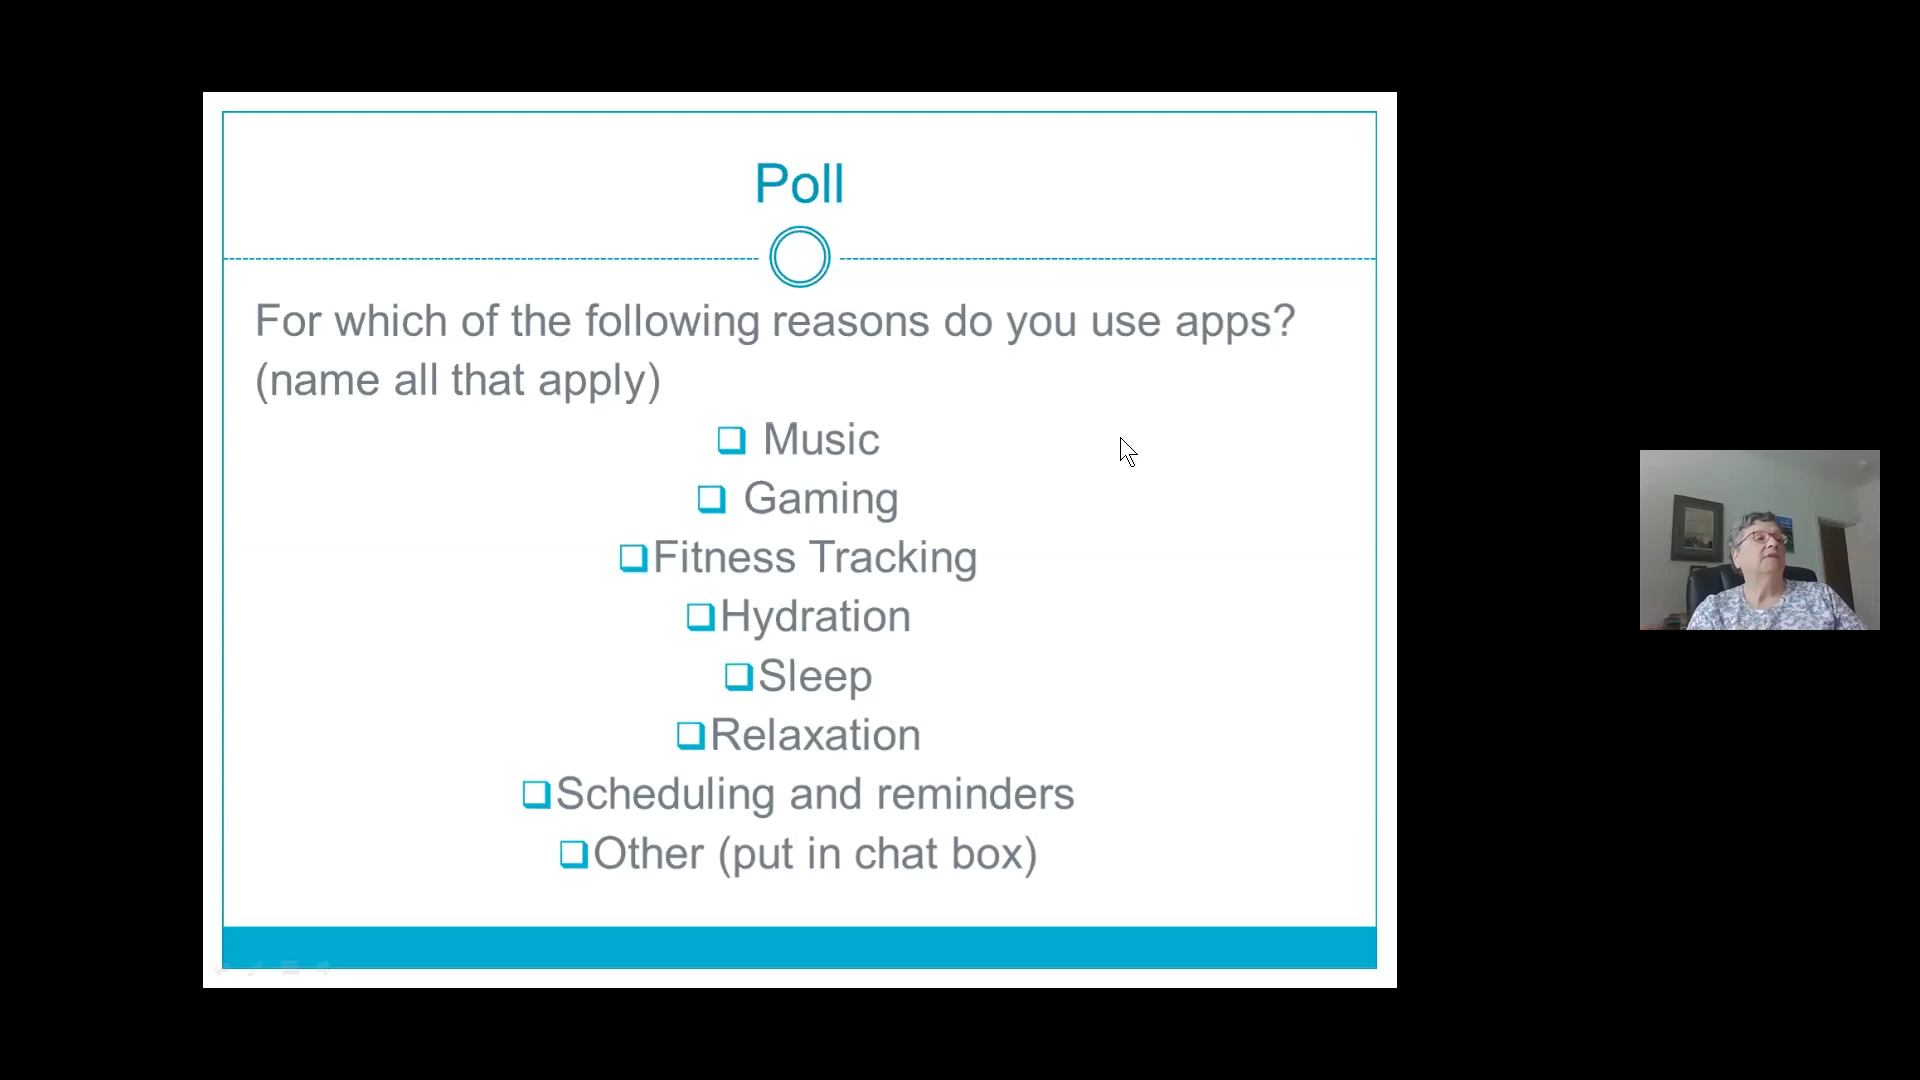 Poll
For which of the following reasons do you use apps?
(name all that apply)
Music
Gaming
Fitness Tracking
Hydration
Sleep
Relaxation
Scheduling and reminders
Other (put in chat box)